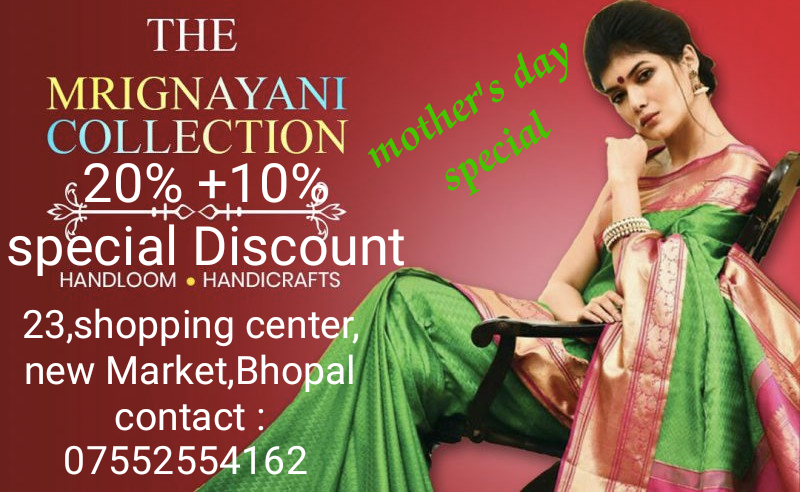 THE
MRIGNAYANI
COLLECTION
20% +10%
special Discount
HANDLOOM • HANDICRAFTS
23,shopping center,
new Market,Bhopal
contact :
07552554162
mother's day
special